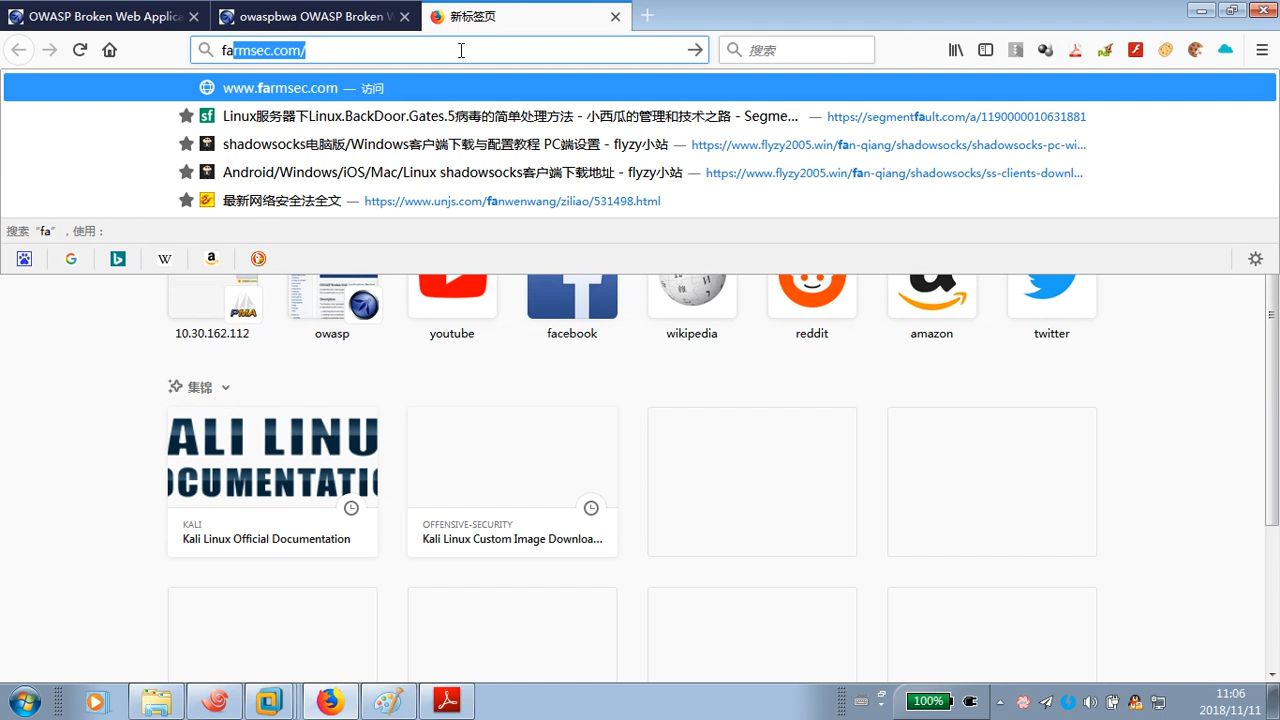 OWASP Broken Web Applica
owaspbwa OWASP Broken W
新标签页
farmsec.com/
搜索
www.farmsec.com — 访问
Linux服务器下Linux.BackDoor.Gates.5病毒的简单处理方法 - 小西瓜的管理和技术之路 - Segme... — https://segmentfault.com/a/1190000010631881
shadowsocks电脑版/Windows客户端下载与配置教程 PC端设置 - flyzy小站 — https://www.flyzy2005.win/fan-qiang/shadowsocks/shadowsocks-pc-wi...
Android/Windows/iOS/Mac/Linux shadowsocks客户端下载地址 - flyzy小站 — https://www.flyzy2005.win/fan-qiang/shadowsocks/ss-clients-downl...
最新网络安全法全文 — https://www.unjs.com/fanwenwang/ziliao/531498.html
搜索“fa”，使用：
PMA
10.30.162.112
owasp
youtube
facebook
wikipedia
reddit
amazon
twitter
集锦
KALI LINU
DOCUMENTATI
KALI
Kali Linux Official Documentation
OFFENSIVE-SECURITY
Kali Linux Custom Image Downloa...
100%
11:06
2018/11/11